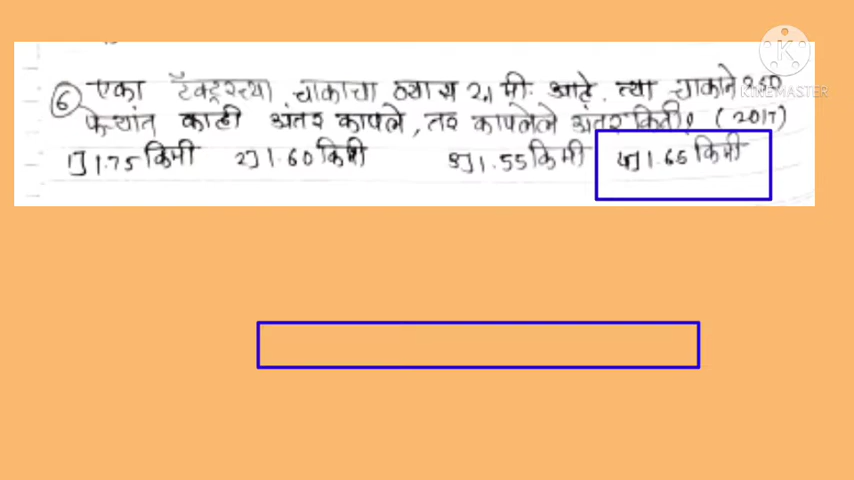 KINEMASTER
6 एका ट्रॅक्टरच्या चाकाचा व्यास 2.1 मी. आहे. त्या चाकाने 250
फेऱ्यांत काही अंतर कापले, तर कापलेले अंतर किती? (2017)
1] 1.75 किमी 2] 1.60 किमी 3] 1.55 किमी 4] 1.65 किमी